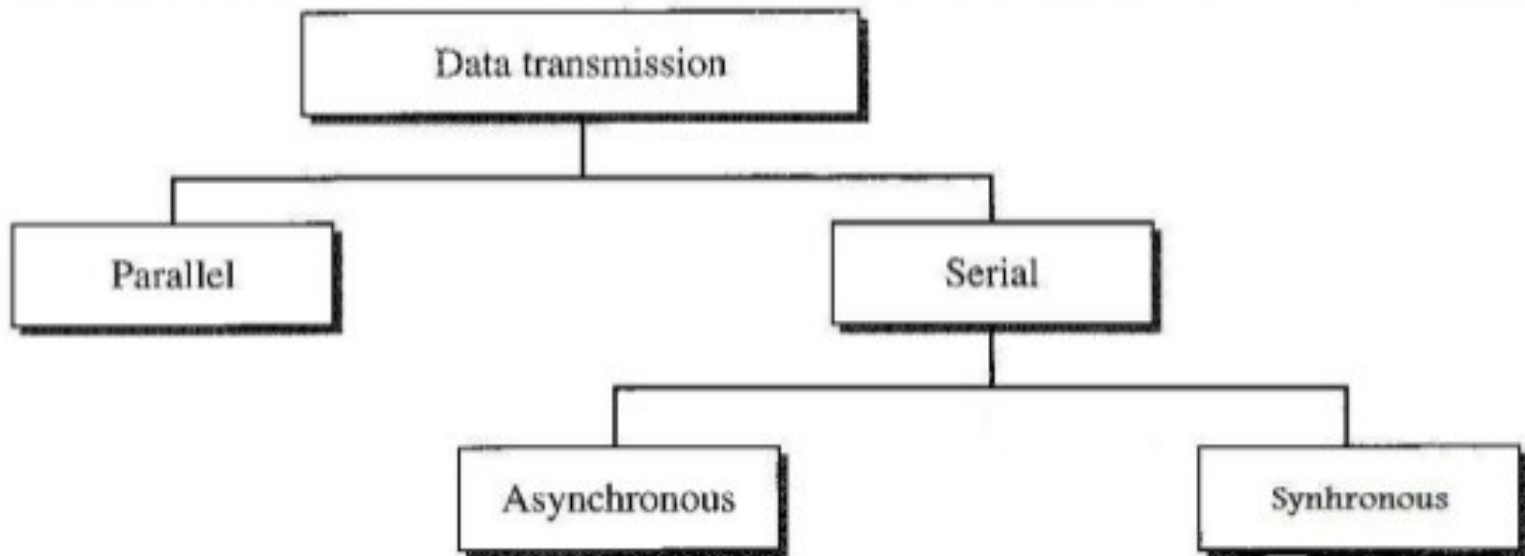 Data transmission
Parallel
Serial
Asynchronous
Synhronous